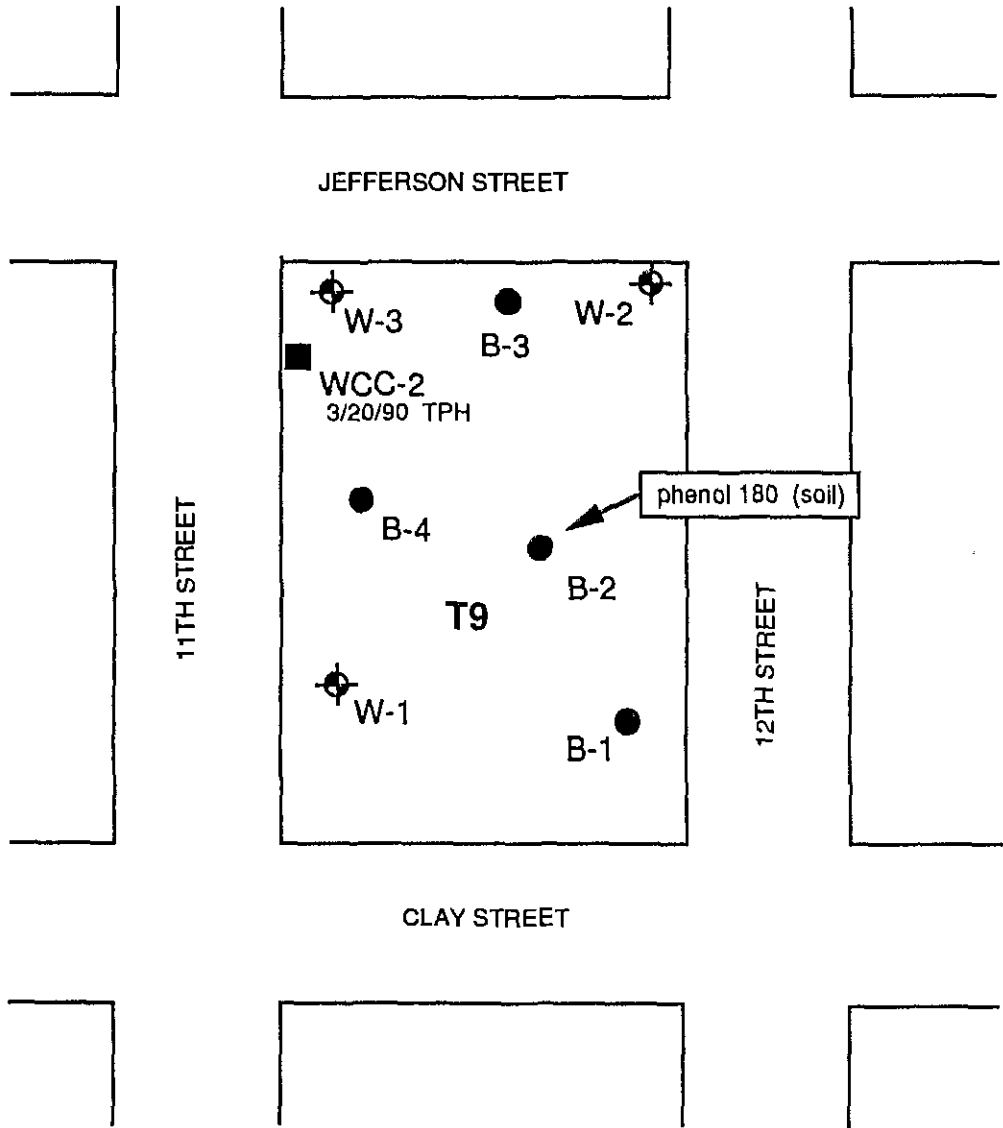 JEFFERSON STREET
W-3
B-3
W-2
WCC-2
3/20/90 TPH
phenol 180 (soil)
B-4
B-2
11TH STREET
T9
12TH STREET
W-1
B-1
CLAY STREET